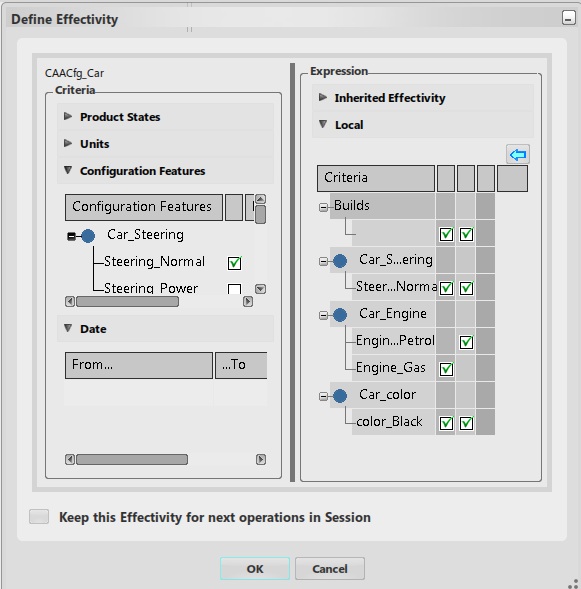 Define Effectivity
CAACfg_Car
Criteria
Product States
Units
Configuration Features
Configuration Features
Car_Steering
Steering_Normal
Steering_Power
Date
From...
...To
Expression
Inherited Effectivity
Local
Criteria
Builds
Car_S...ering
Steer...Norma
Car_Engine
Engin...Petrol
Engine_Gas
Car_color
color_Black
Keep this Effectivity for next operations in Session
OK
Cancel